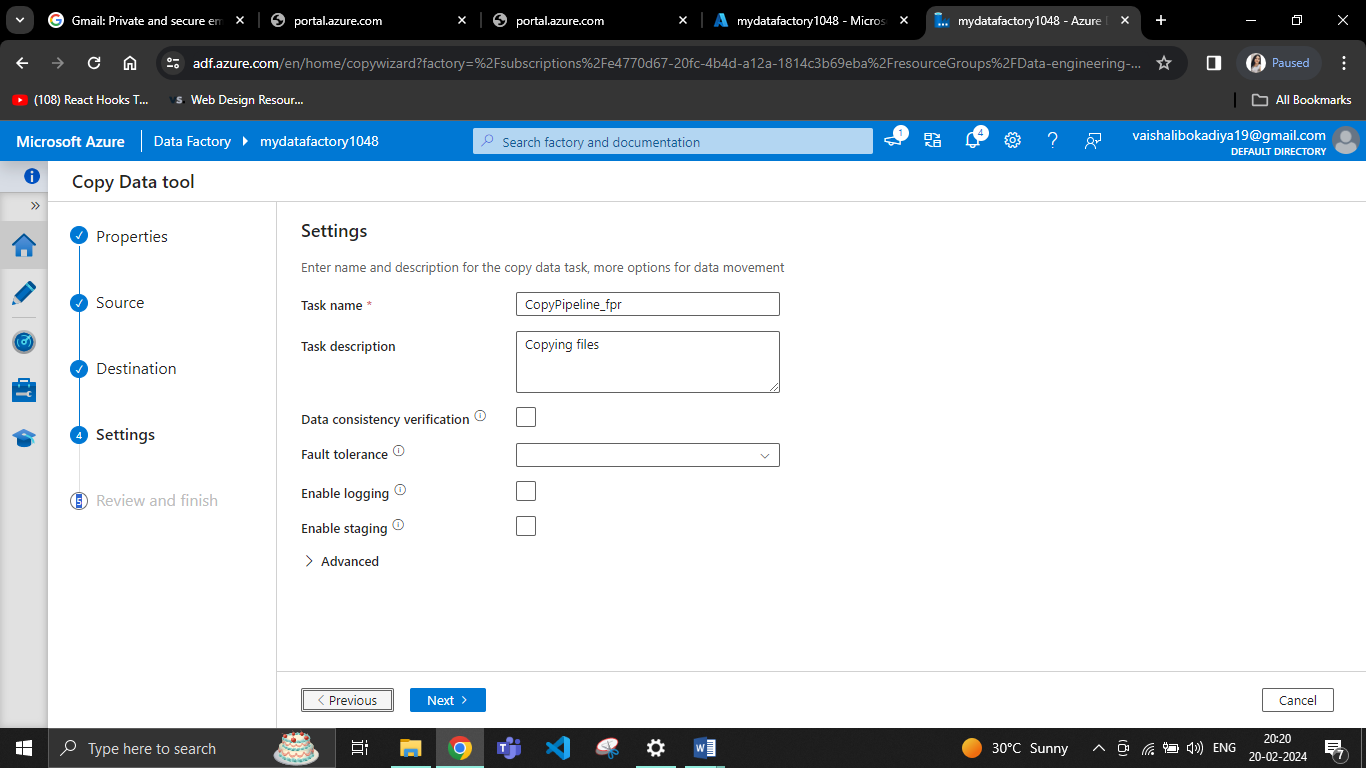 Gmail: Private and secure em
portal.azure.com
portal.azure.com
mydatafactory1048 - Micros
mydatafactory1048 - Azure
adf.azure.com/en/home/copywizard?factory=%2Fsubscriptions%2Fe4770d67-20fc-4b4d-a12a-1814c3b69eba%2FresourceGroups%2FData-engineering-...
Paused
(108) React Hooks T...
Web Design Resour...
All Bookmarks
Microsoft Azure
Data Factory
mydatafactory1048
Search factory and documentation
1
4
vaishalibokadiya19@gmail.com
DEFAULT DIRECTORY
Copy Data tool
Properties
Source
Destination
4 Settings
5 Review and finish
Settings
Enter name and description for the copy data task, more options for data movement
Task name * CopyPipeline_fpr
Task description Copying files
Data consistency verification
Fault tolerance
Enable logging
Enable staging
Advanced
Previous
Next
Cancel
Type here to search
30°C Sunny
ENG
20:20
20-02-2024
7